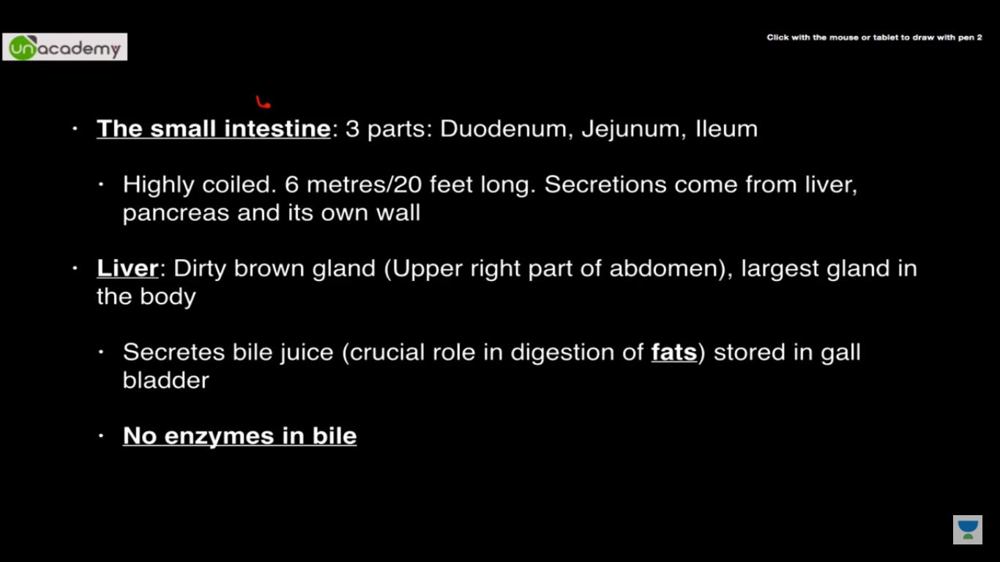 unacademy
Click with the mouse or tablet to draw with pen 2
· The small intestine: 3 parts: Duodenum, Jejunum, Ileum
· Highly coiled. 6 metres/20 feet long. Secretions come from liver,
pancreas and its own wall
· Liver: Dirty brown gland (Upper right part of abdomen), largest gland in
the body
· Secretes bile juice (crucial role in digestion of fats) stored in gall
bladder
· No enzymes in bile